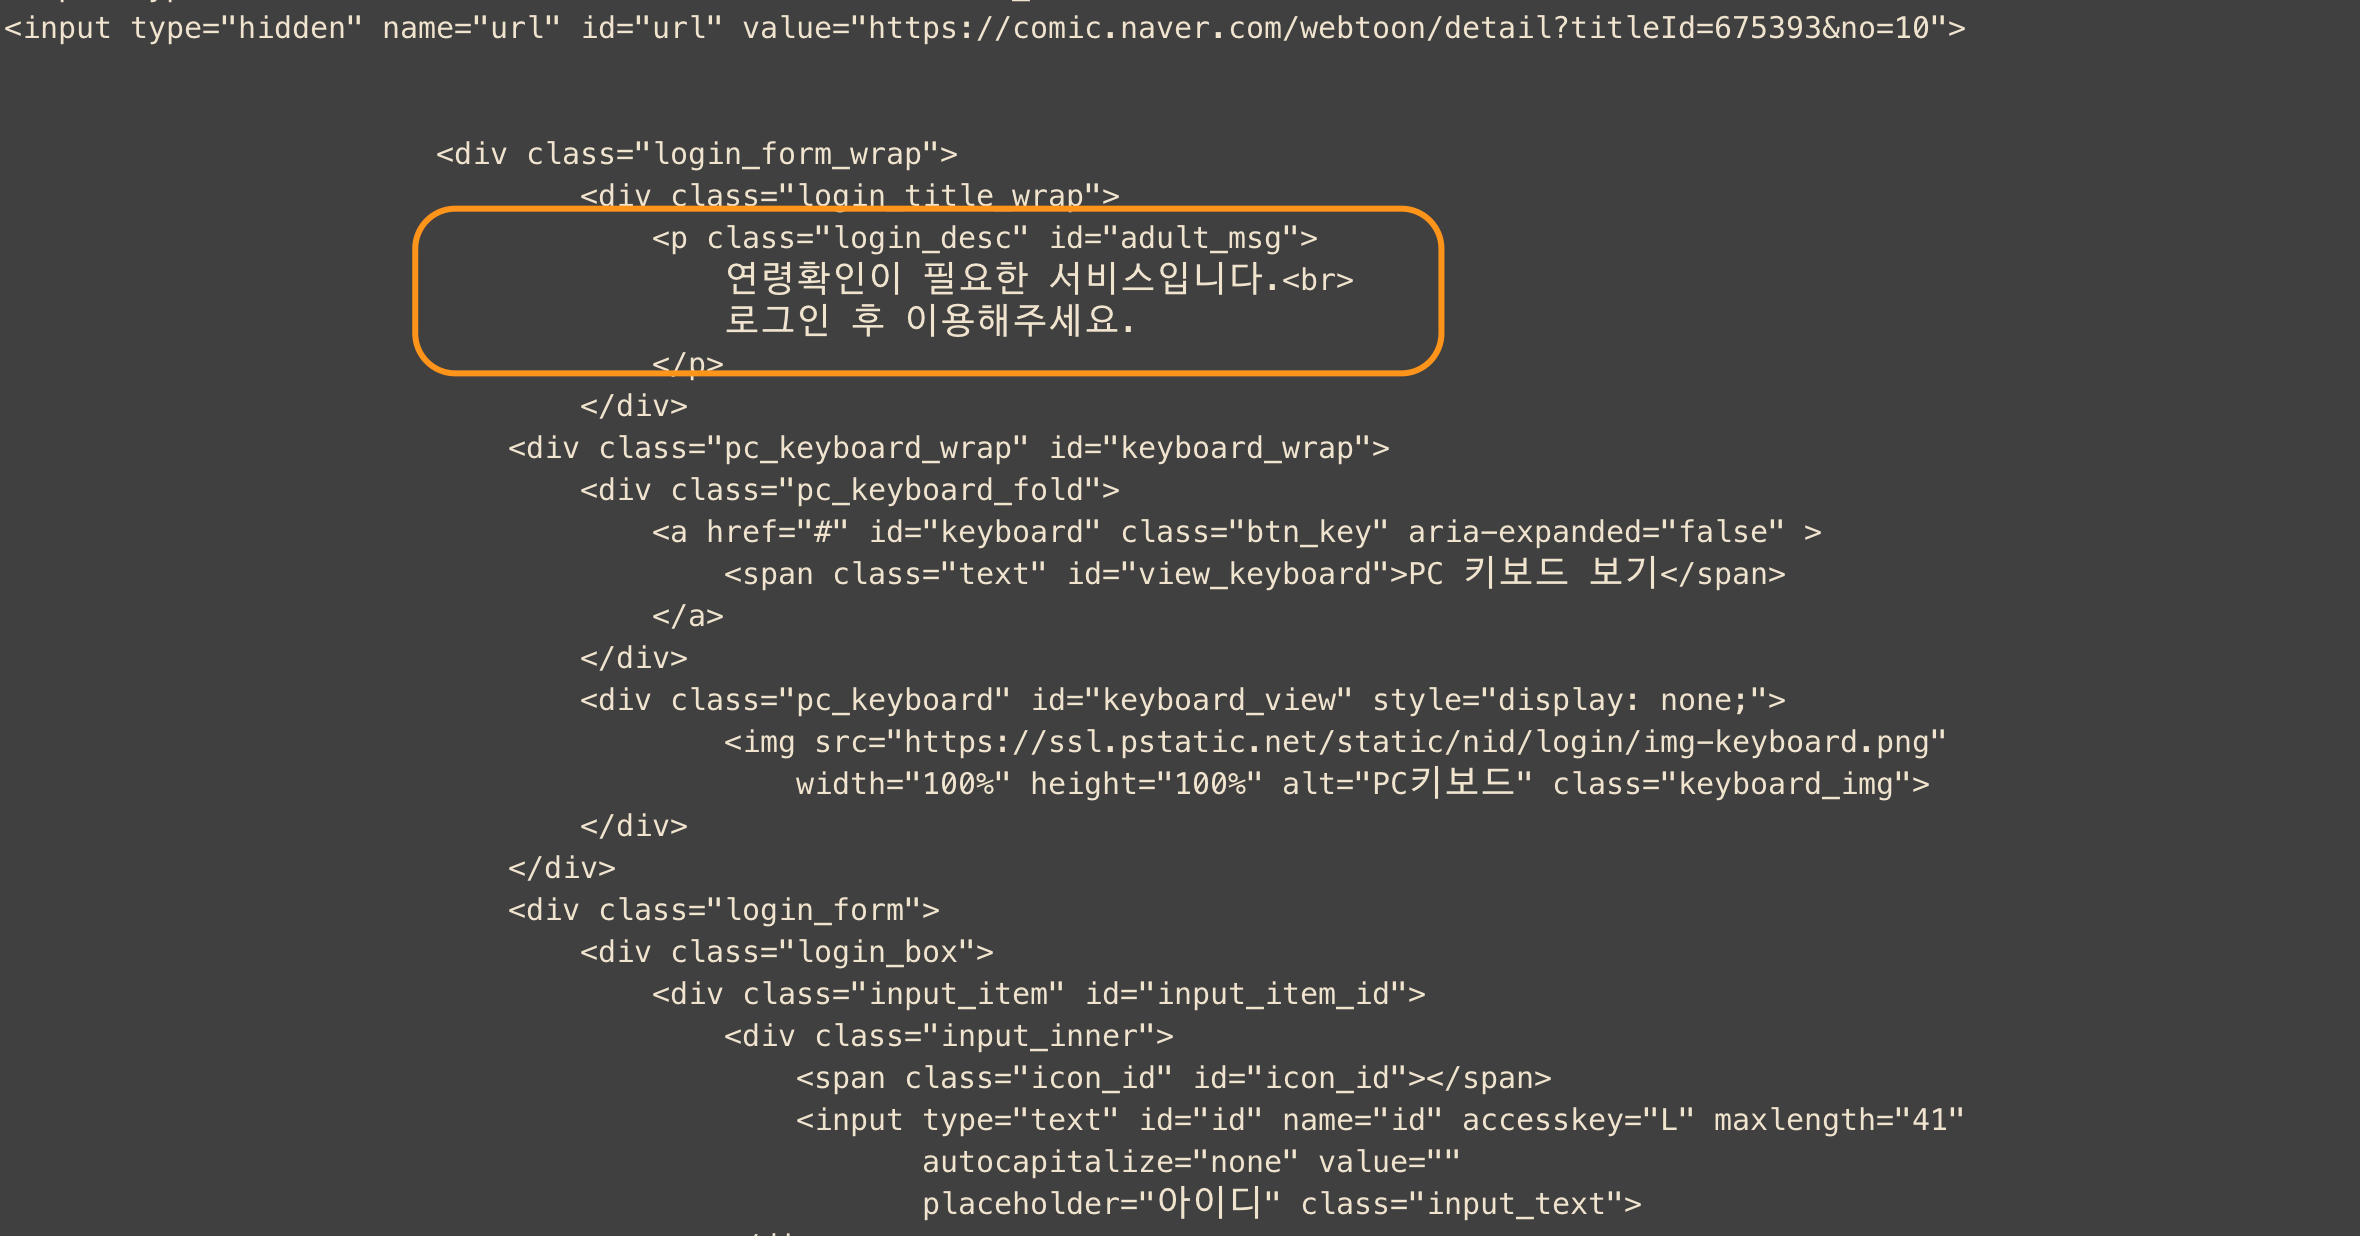 <input type="hidden" name="url" id="url" value="https://comic.naver.com/webtoon/detail?titleId=675393&no=10">
<div class="login_form_wrap">
<div class="login_title_wrap">
<p class="login_desc" id="adult_msg">
연령확인이 필요한 서비스입니다.<br>
로그인 후 이용해주세요.
</p>
</div>
<div class="pc_keyboard_wrap" id="keyboard_wrap">
<div class="pc_keyboard_fold">
<a href="#" id="keyboard" class="btn_key" aria-expanded="false" >
<span class="text" id="view_keyboard">PC 키보드 보기</span>
</a>
</div>
<div class="pc_keyboard" id="keyboard_view" style="display: none;">
<img src="https://ssl.pstatic.net/static/nid/login/img-keyboard.png"
width="100%" height="100%" alt="PC키보드" class="keyboard_img">
</div>
</div>
<div class="login_form">
<div class="login_box">
<div class="input_item" id="input_item_id">
<div class="input_inner">
<span class="icon_id" id="icon_id"></span>
<input type="text" id="id" name="id" accesskey="L" maxlength="41"
autocapitalize="none" value=""
placeholder="아이디" class="input_text">